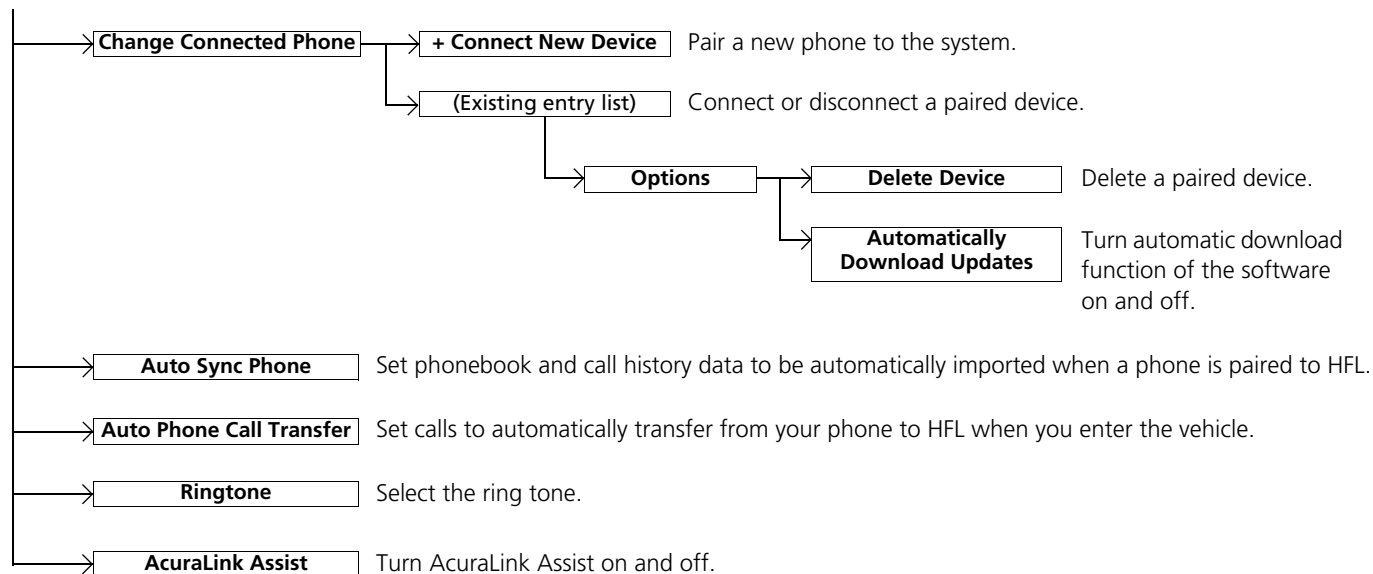 Change Connected Phone
+ Connect New Device
Pair a new phone to the system.
(Existing entry list)
Connect or disconnect a paired device.
Options
Delete Device
Delete a paired device.
Automatically
Download Updates
Turn automatic download
function of the software
on and off.
Auto Sync Phone
Set phonebook and call history data to be automatically imported when a phone is paired to HFL.
Auto Phone Call Transfer
Set calls to automatically transfer from your phone to HFL when you enter the vehicle.
Ringtone
Select the ring tone.
AcuraLink Assist
Turn AcuraLink Assist on and off.